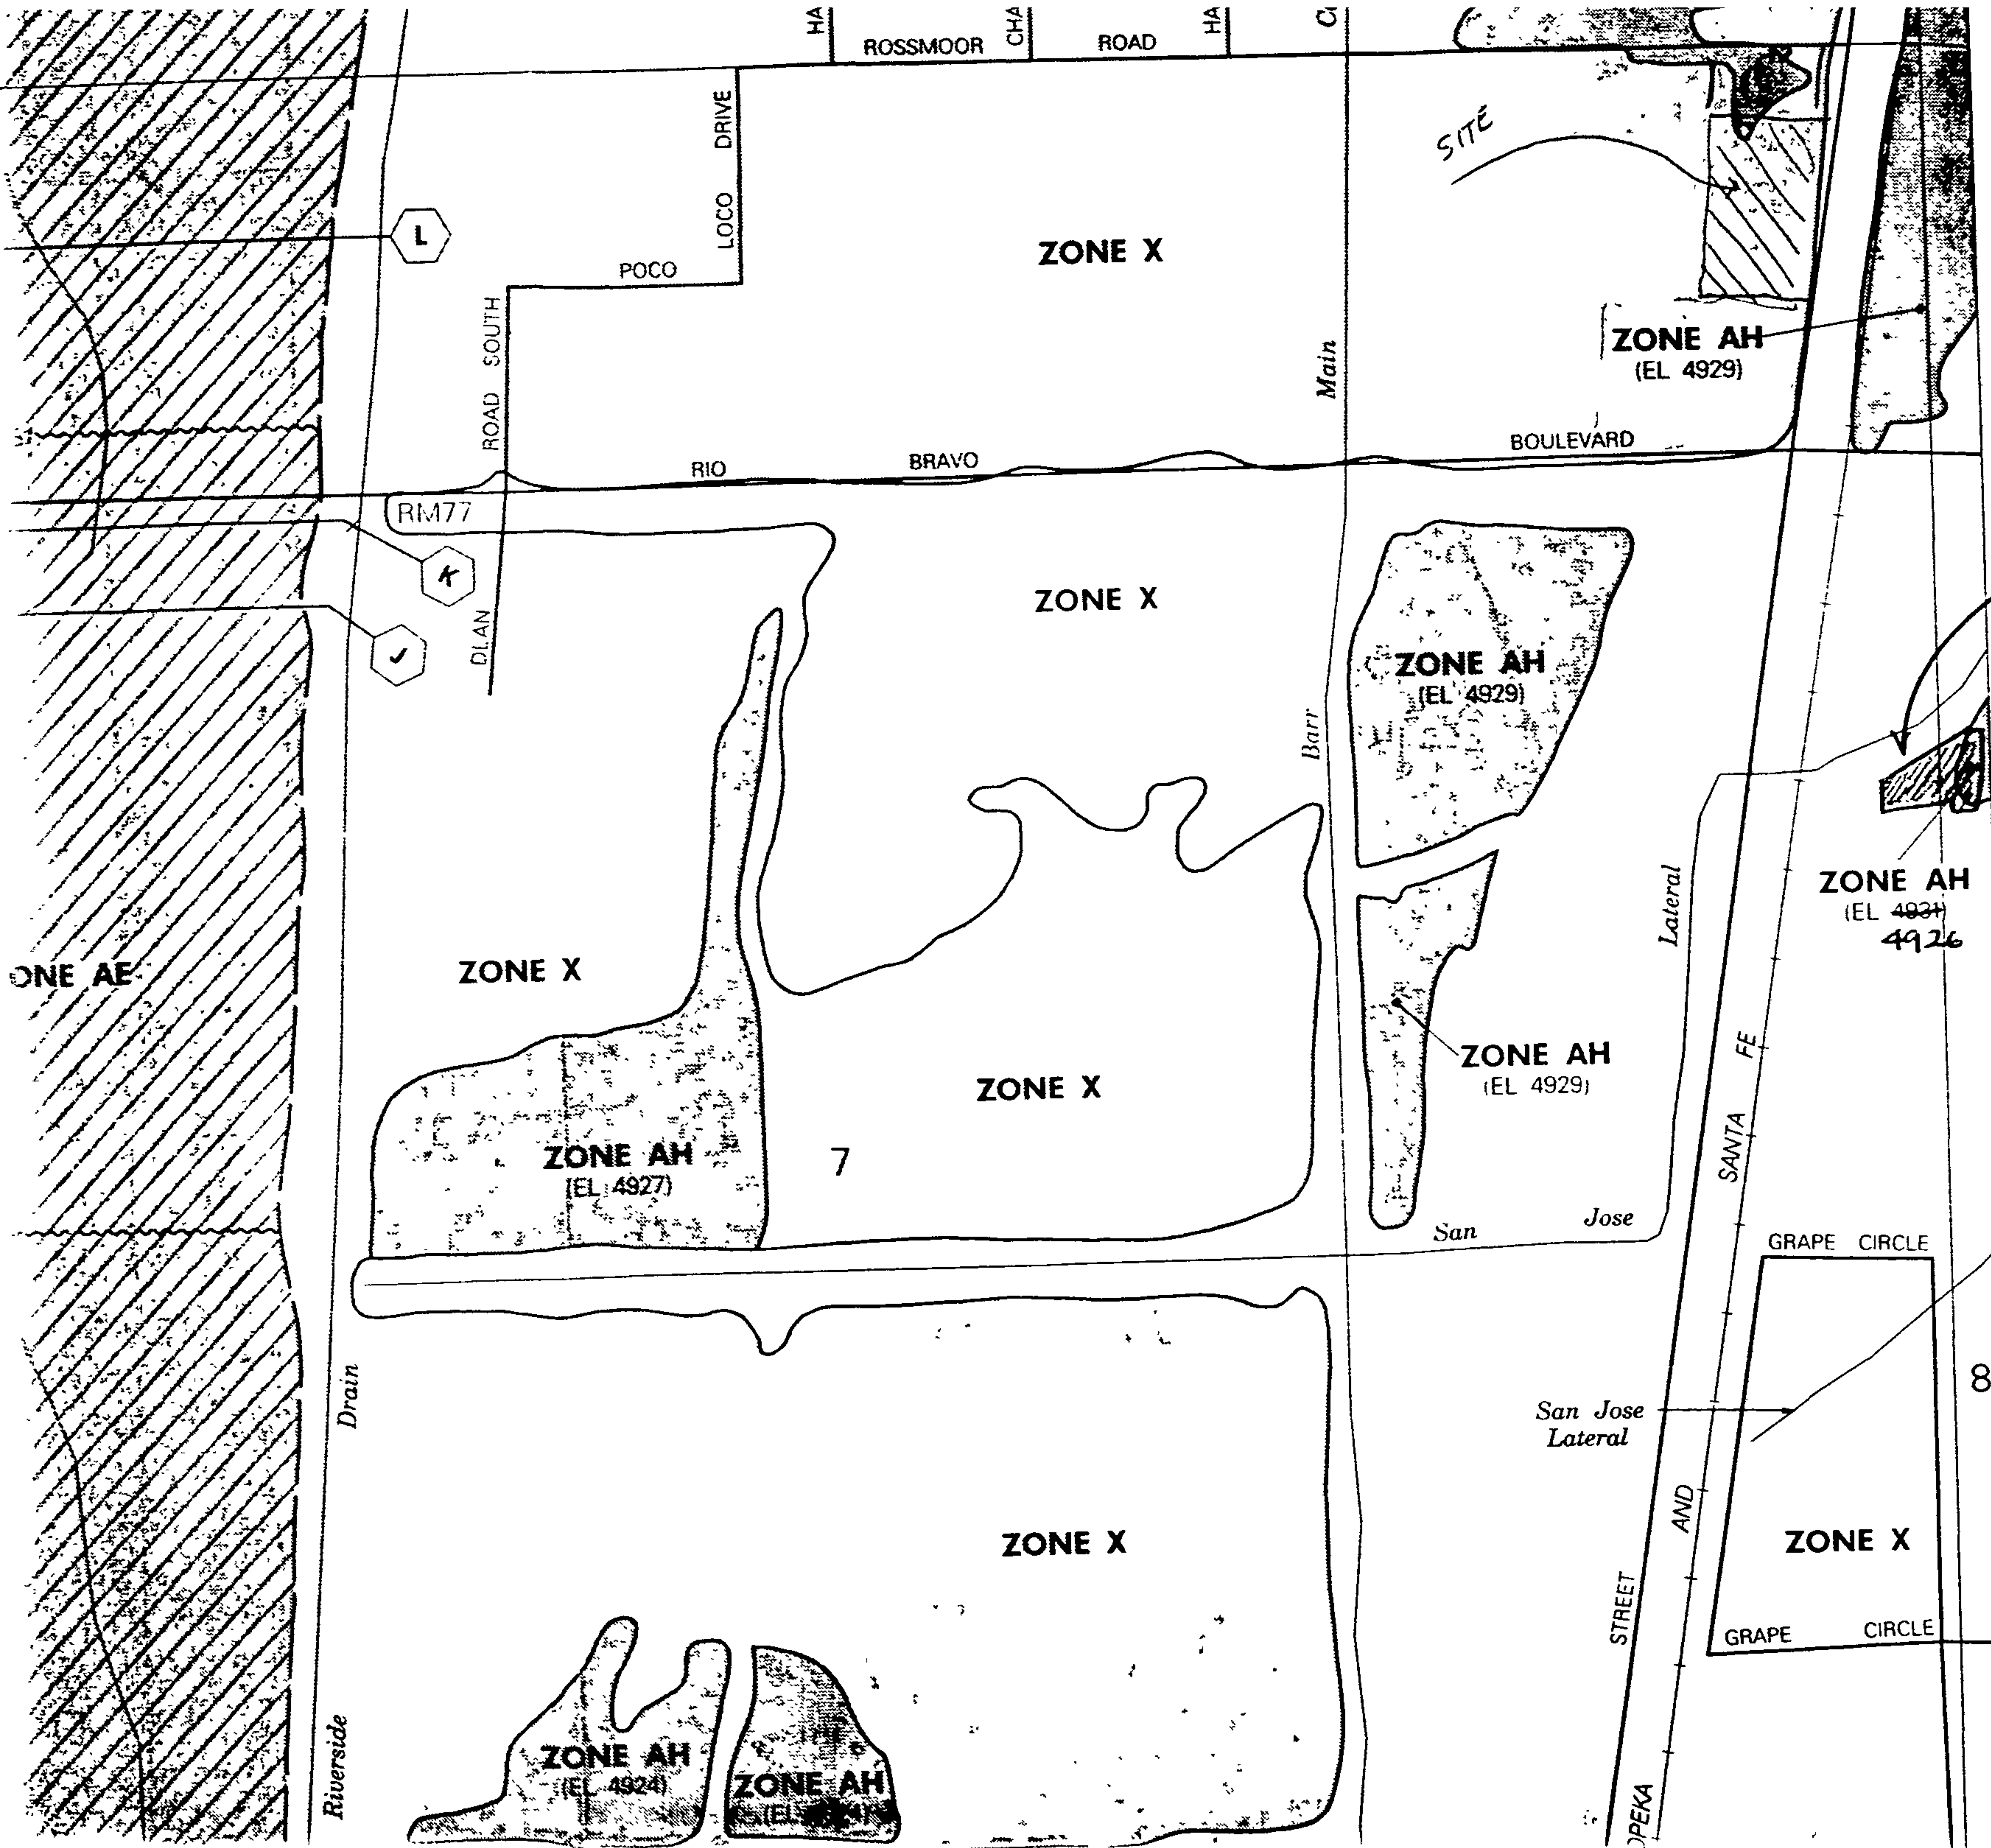 HA
CHA
HA
ROSSMOOR ROAD
LOCO DRIVE
SITE
L
ZONE X
POCO
ROAD SOUTH
Main
ZONE AH
(EL 4929)
RIO BRAVO BOULEVARD
RM77
K
DLAN
ZONE X
ZONE AH
(EL 4929)
Barr
Lateral
ZONE AH
(EL 4931)
4926
ONE AE
ZONE X
ZONE AH
(EL 4929)
ZONE X
SANTA FE
ZONE AH
(EL 4927)
7
San Jose
GRAPE CIRCLE
Drain
8
San Jose
Lateral
AND
ZONE X
ZONE X
STREET
GRAPE CIRCLE
Riverside
ZONE AH
(EL 4924)
ZONE AH
(EL
OPEKA